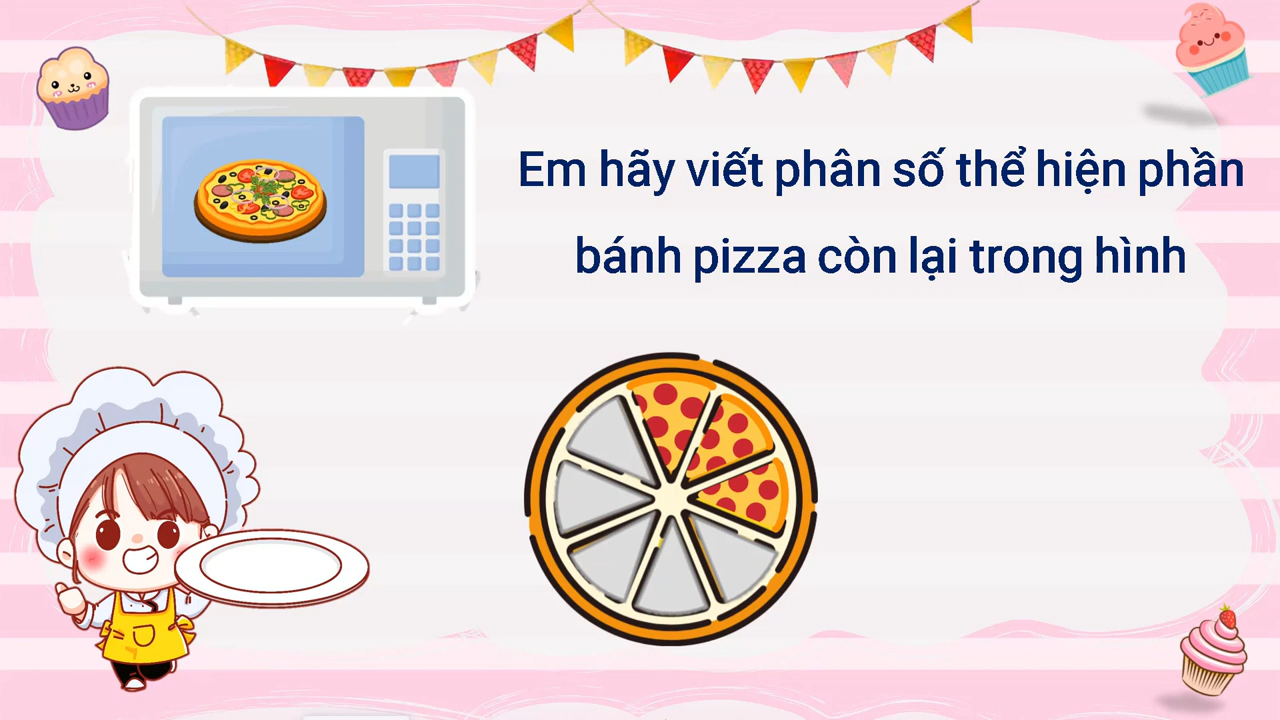 Em hãy viết phân số thể hiện phần
bánh pizza còn lại trong hình